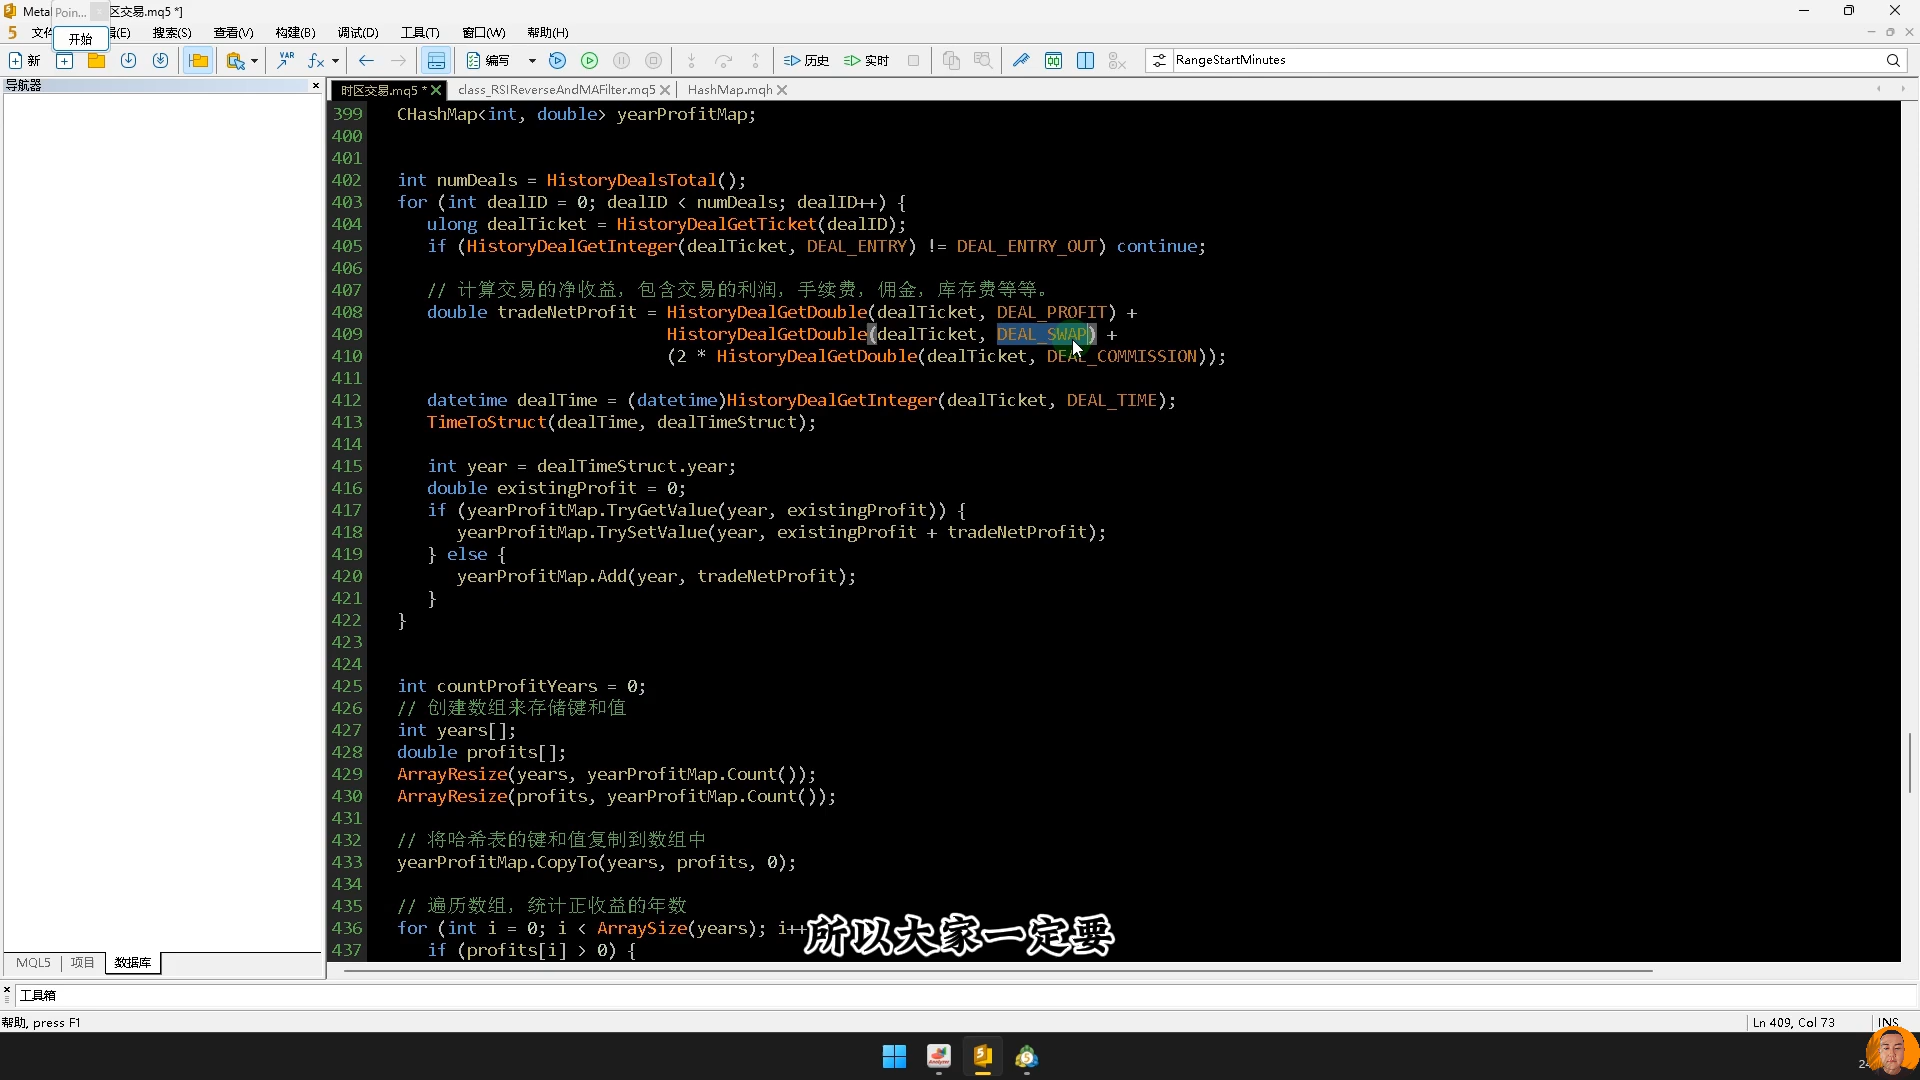 Meta
Poin...
区交易.mq5 *]
开始
文件
(E)
搜索(S)
查看(V)
构建(B)
调试(D)
工具(T)
窗口(W)
帮助(H)
新
编写
历史
实时
RangeStartMinutes
导航器
时区交易.mq5 *
class_RSIReverseAndMAFilter.mq5
HashMap.mqh
399 CHashMap<int, double> yearProfitMap;
400
401
402 int numDeals = HistoryDealsTotal();
403 for (int dealID = 0; dealID < numDeals; dealID++) {
404 ulong dealTicket = HistoryDealGetTicket(dealID);
405 if (HistoryDealGetInteger(dealTicket, DEAL_ENTRY) != DEAL_ENTRY_OUT) continue;
406
407 // 计算交易的净收益，包含交易的利润，手续费，佣金，库存费等等。
408 double tradeNetProfit = HistoryDealGetDouble(dealTicket, DEAL_PROFIT) +
409 HistoryDealGetDouble(dealTicket, DEAL_SWAP) +
410 (2 * HistoryDealGetDouble(dealTicket, DEAL_COMMISSION));
411
412 datetime dealTime = (datetime)HistoryDealGetInteger(dealTicket, DEAL_TIME);
413 TimeToStruct(dealTime, dealTimeStruct);
414
415 int year = dealTimeStruct.year;
416 double existingProfit = 0;
417 if (yearProfitMap.TryGetValue(year, existingProfit)) {
418 yearProfitMap.TrySetValue(year, existingProfit + tradeNetProfit);
419 } else {
420 yearProfitMap.Add(year, tradeNetProfit);
421 }
422 }
423
424
425 int countProfitYears = 0;
426 // 创建数组来存储键和值
427 int years[];
428 double profits[];
429 ArrayResize(years, yearProfitMap.Count());
430 ArrayResize(profits, yearProfitMap.Count());
431
432 // 将哈希表的键和值复制到数组中
433 yearProfitMap.CopyTo(years, profits, 0);
434
435 // 遍历数组，统计正收益的年数
436 for (int i = 0; i < ArraySize(years); i++
437 if (profits[i] > 0) {
所以大家一定要
MQL5
项目
数据库
工具箱
帮助, press F1
Ln 409, Col 73
INS